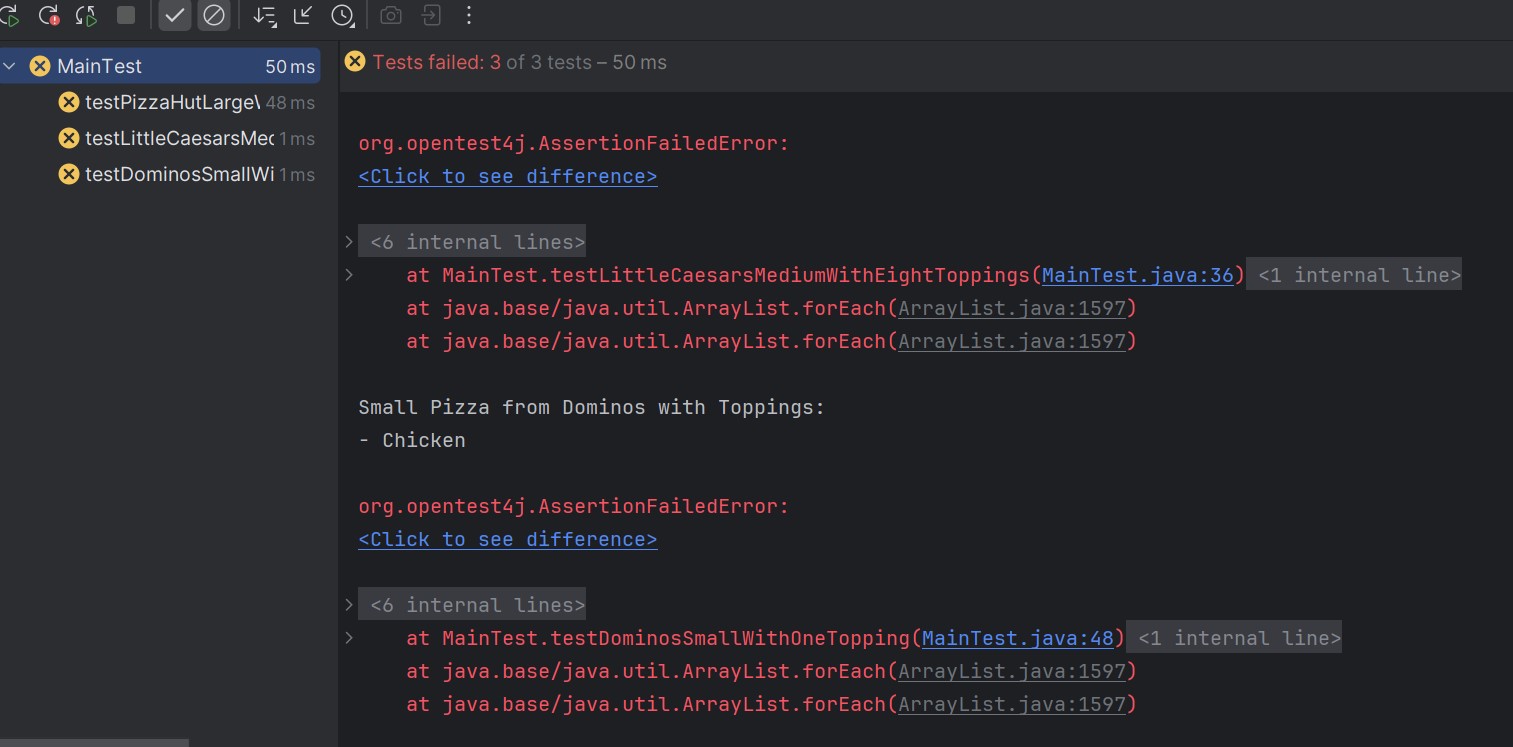 MainTest 50 ms
testPizzaHutLarge 48 ms
testLittleCaesarsMec 1 ms
testDominosSmallWi 1 ms
Tests failed: 3 of 3 tests – 50 ms
org.opentest4j.AssertionFailedError:
<Click to see difference>
<6 internal lines>
at MainTest.testLittleCaesarsMediumWithEightToppings(MainTest.java:36) <1 internal line>
at java.base/java.util.ArrayList.forEach(ArrayList.java:1597)
at java.base/java.util.ArrayList.forEach(ArrayList.java:1597)
Small Pizza from Dominos with Toppings:
- Chicken
org.opentest4j.AssertionFailedError:
<Click to see difference>
<6 internal lines>
at MainTest.testDominosSmallWithOneTopping(MainTest.java:48) <1 internal line>
at java.base/java.util.ArrayList.forEach(ArrayList.java:1597)
at java.base/java.util.ArrayList.forEach(ArrayList.java:1597)